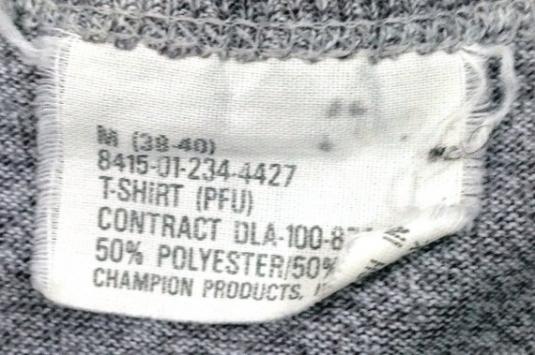 M (38-40)
8415-01-234-4427
T-SHIRT (PFU)
CONTRACT DLA-100-8
50% POLYESTER/50%
CHAMPION PRODUCTS,